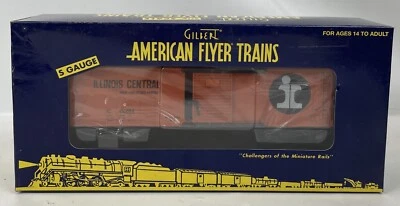 GILBERT
AMERICAN FLYER TRAINS
FOR AGES 14 TO ADULT
S GAUGE
ILLINOIS CENTRAL
i
"Challengers of the Miniature Rails"